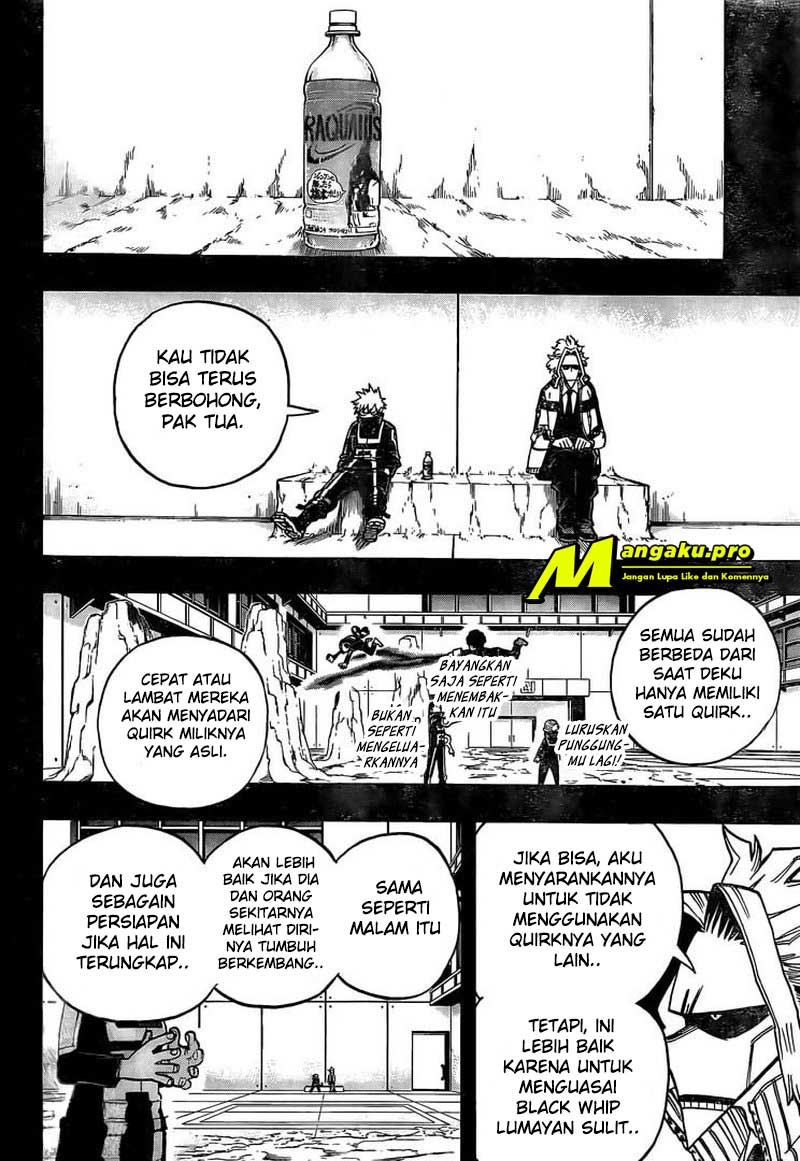 RAQUARIUS
KAU TIDAK
BISA TERUS
BERBOHONG,
PAK TUA.
Mangaku.pro
Jangan Lupa Like dan Komennya
SEMUA SUDAH
BERBEDA DARI
SAAT DEKU
HANYA MEMILIKI
SATU QUIRK..
BAYANGKAN
SAJA SEPERTI
MENEMBAK-
KAN ITU
BUKAN
SEPERTI
MENGELUA-
RKANNYA
LURUSKAN
PUNGGUNG-
MU LAGI!
CEPAT ATAU
LAMBAT MEREKA
AKAN MENYADARI
QUIRK MILIKNYA
YANG ASLI.
JIKA BISA, AKU
MENYARANKANNYA
UNTUK TIDAK
MENGGUNAKAN
QUIRKNYA YANG
LAIN..
TETAPI, INI
LEBIH BAIK
KARENA UNTUK
MENGUASAI
BLACK WHIP
LUMAYAN SULIT..
SAMA
SEPERTI
MALAM ITU
AKAN LEBIH
BAIK JIKA DIA
DAN ORANG
SEKITARNYA
MELIHAT DIRI-
NYA TUMBUH
BERKEMBANG..
DAN JUGA
SEBAGAIN
PERSIAPAN
JIKA HAL INI
TERUNGKAP..